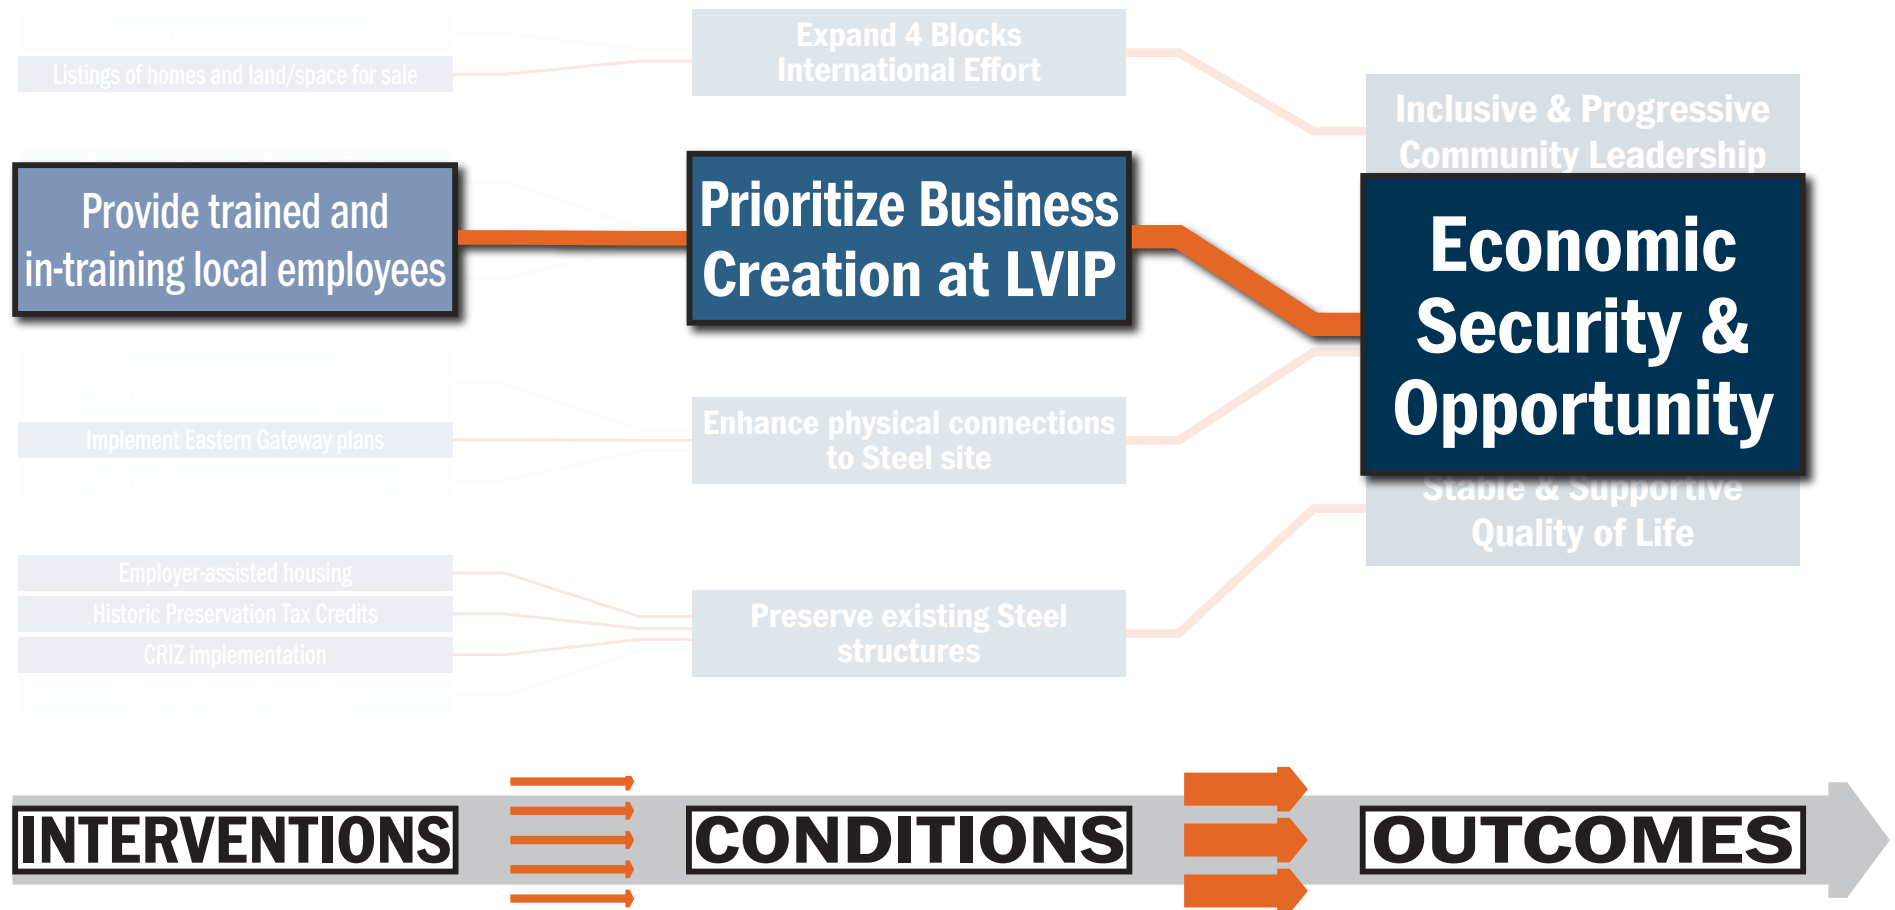 Listings of homes and land/space for sale
Expand 4 Blocks
International Effort
Inclusive & Progressive
Community Leadership
Provide trained and
in-training local employees
Prioritize Business
Creation at LVIP
Economic
Security &
Opportunity
Implement Eastern Gateway plans
Enhance physical connections
to Steel site
Stable & Supportive
Quality of Life
Employer-assisted housing
Historic Preservation Tax Credits
CRIZ implementation
Preserve existing Steel
structures
INTERVENTIONS
CONDITIONS
OUTCOMES